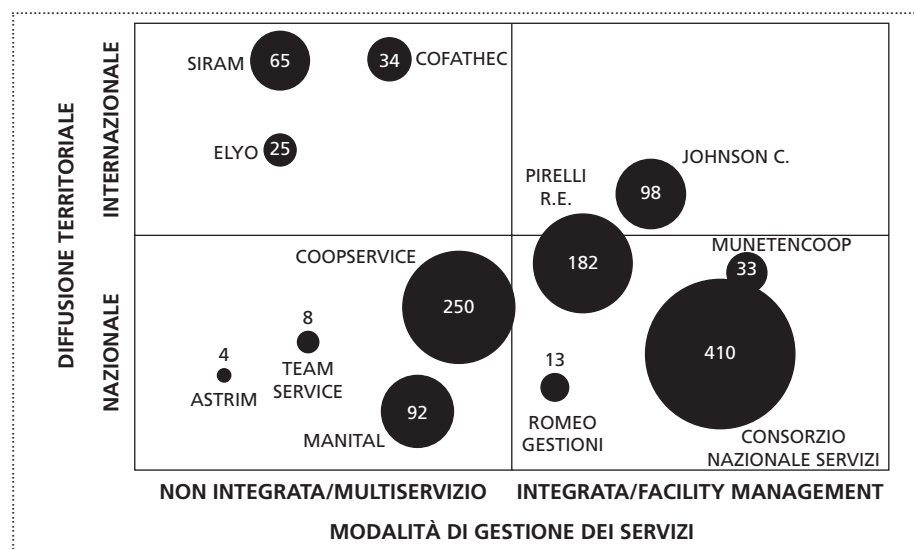 DIFFUSIONE TERRITORIALE
INTERNAZIONALE
NAZIONALE
SIRAM
65
34
COFATHEC
ELYO
25
PIRELLI
R.E.
JOHNSON C.
98
182
MUNETENCOOP
33
COOPSERVICE
250
410
CONSORZIO
NAZIONALE SERVIZI
8
TEAM
SERVICE
4
ASTRIM
92
MANITAL
13
ROMEO
GESTIONI
NON INTEGRATA/MULTISERVIZIO
INTEGRATA/FACILITY MANAGEMENT
MODALITÀ DI GESTIONE DEI SERVIZI